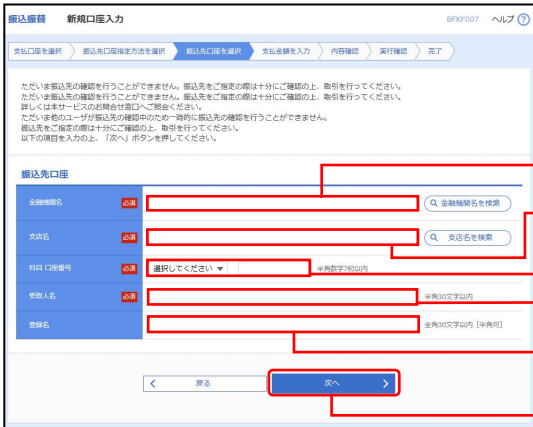 振込振替 新規口座入力 BFKF007 ヘルプ ?
支払口座を選択 振込先口座指定方法を選択 振込先口座を選択 支払金額を入力 内容確認 実行確認 完了
ただいま振込先の確認を行うことができません。振込先をご指定の際は十分にご確認の上、取引を行ってください。
ただいま振込先の確認を行うことができません。振込先をご指定の際は十分にご確認の上、取引を行ってください。
詳しくは本サービスのお問合せ窓口へご照会ください。
ただいま他のユーザが振込先の確認中のため一時的に振込先の確認を行うことができません。
振込先をご指定の際は十分にご確認の上、取引を行ってください。
以下の項目を入力の上、「次へ」ボタンを押してください。
振込先口座
金融機関名 必須 金融機関名を検索
支店名 必須 支店名を検索
科目 口座番号 必須 選択してください ▼ 半角数字7桁以内
受取人名 必須 半角30文字以内
登録名 全角30文字以内 [半角可]
戻る 次へ